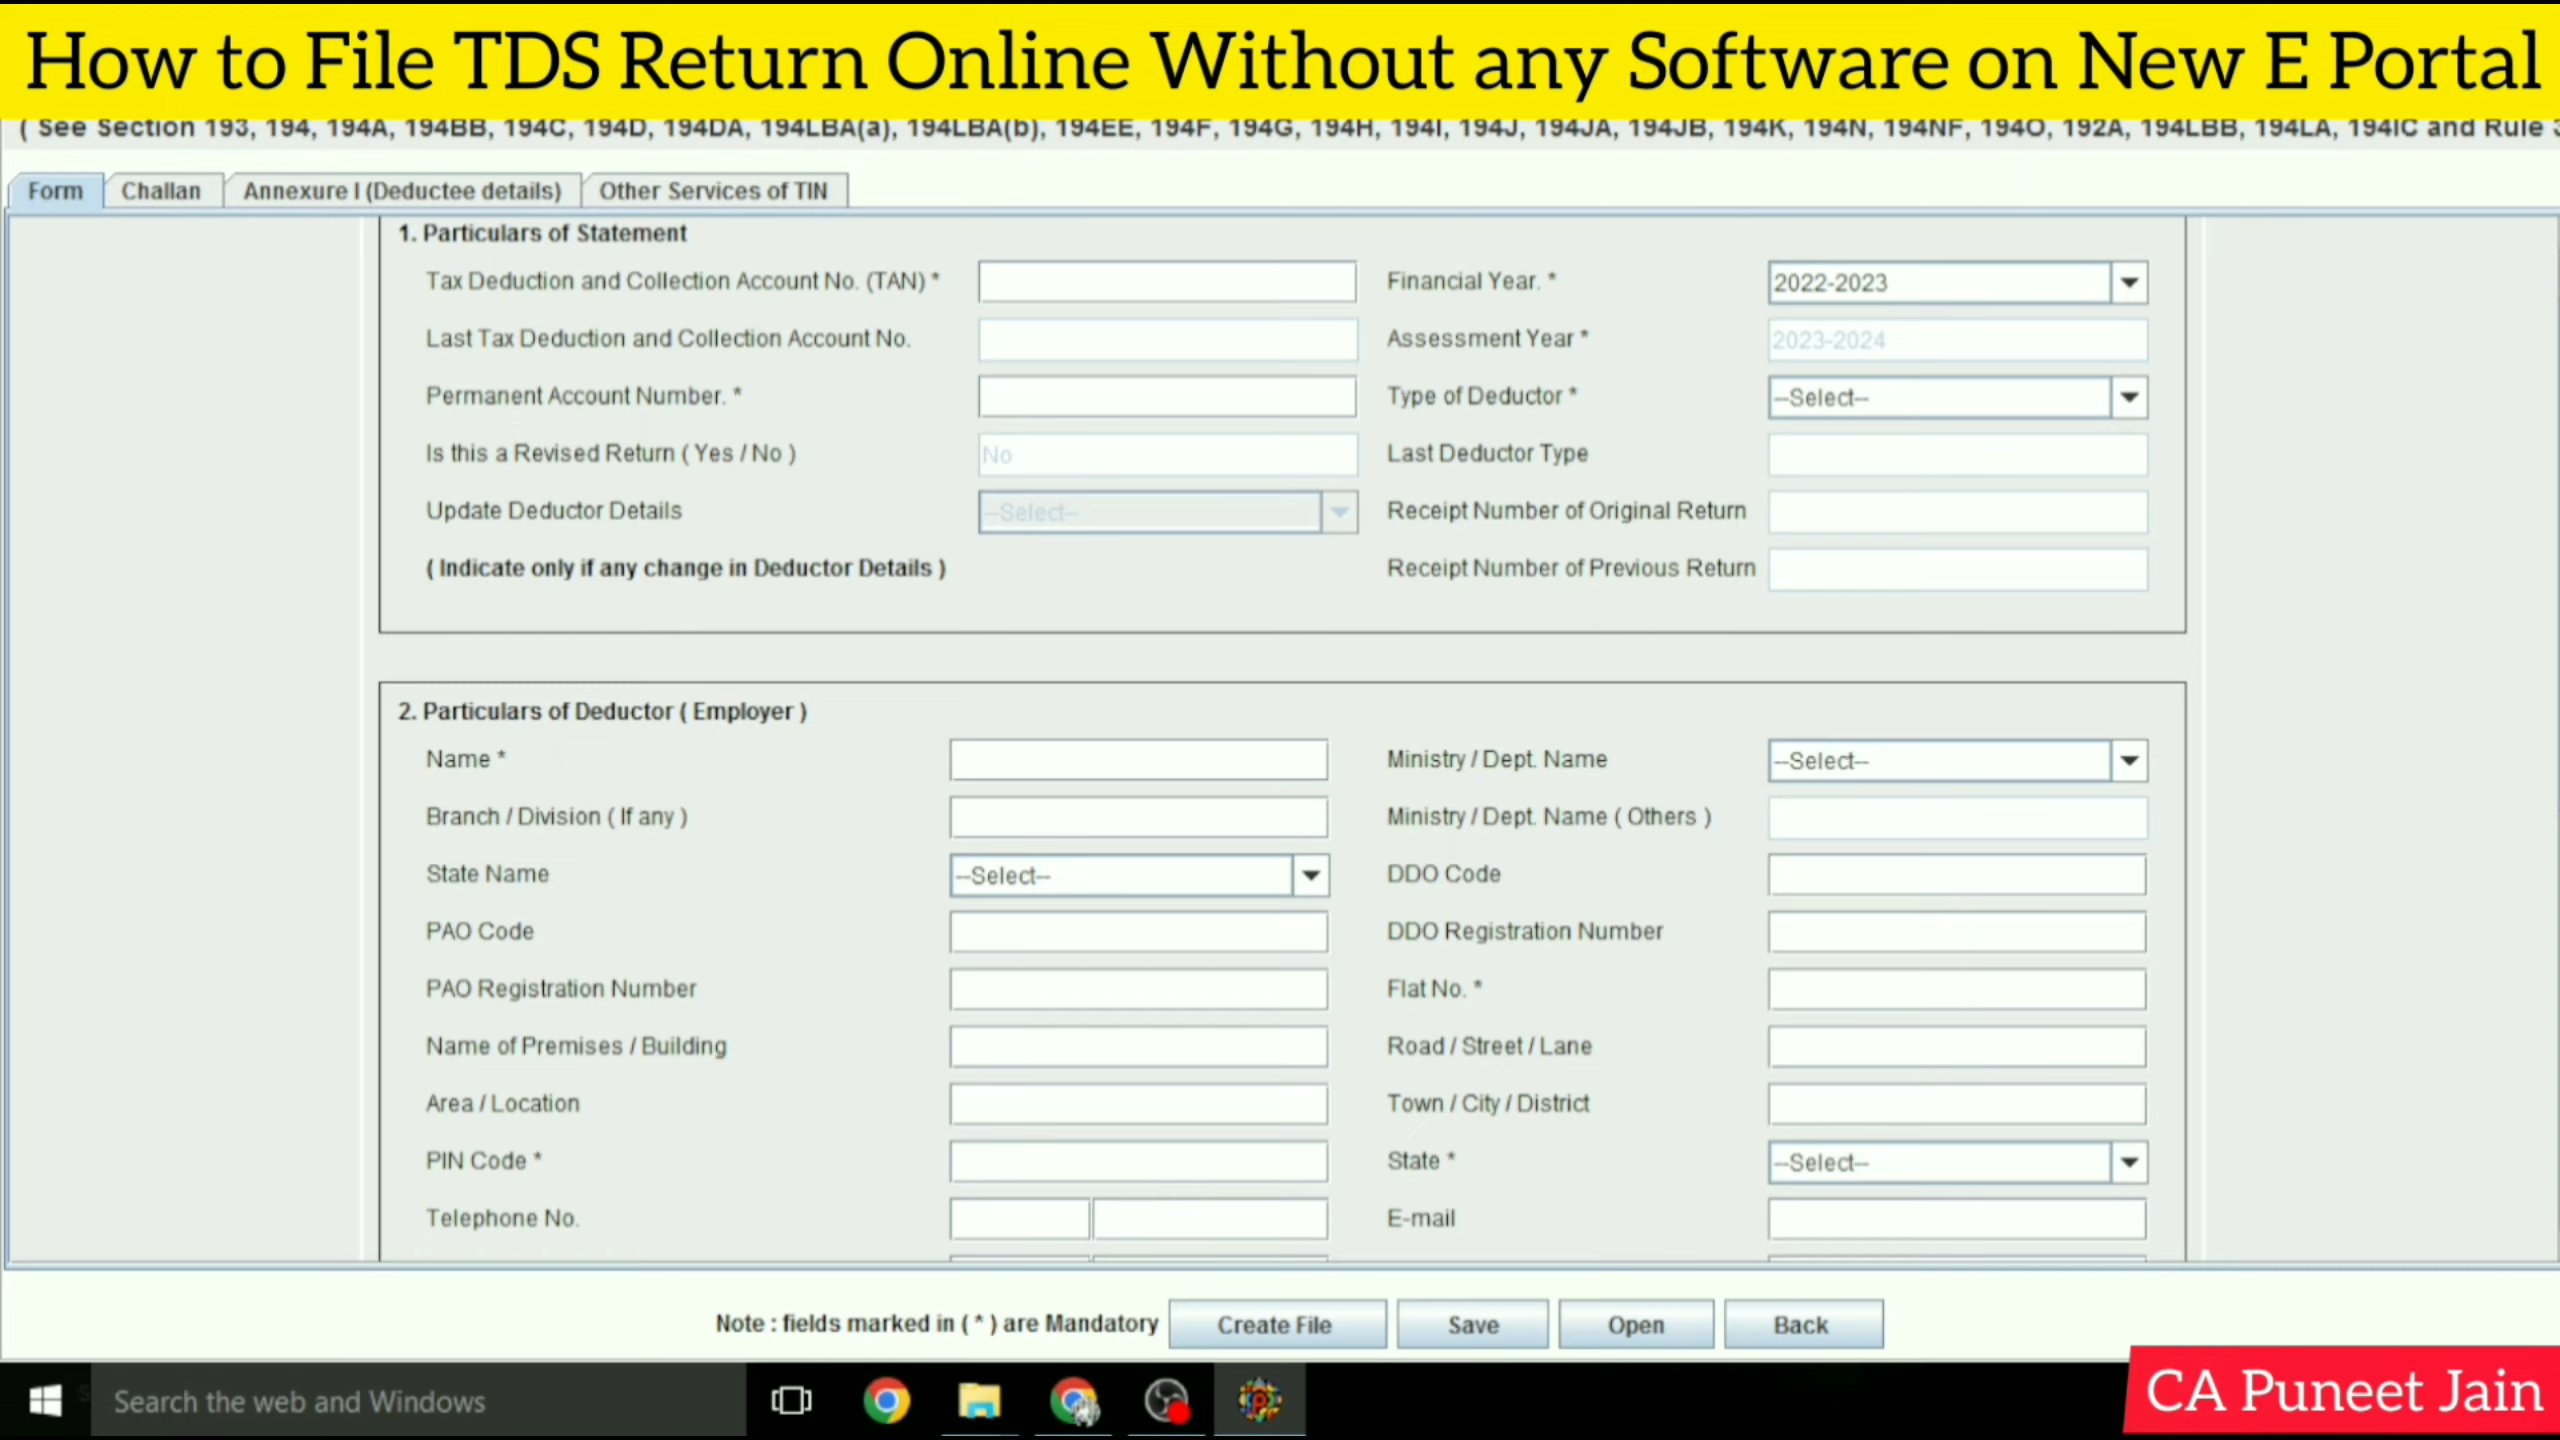 How to File TDS Return Online Without any Software on New E Portal
( See Section 193, 194, 194A, 194BB, 194C, 194D, 194DA, 194LBA(a), 194LBA(b), 194EE, 194F, 194G, 194H, 194I, 194J, 194JA, 194JB, 194K, 194N, 194NF, 194O, 192A, 194LBB, 194LA, 194IC and Rule
Form Challan Annexure I (Deductee details) Other Services of TIN
1. Particulars of Statement
Tax Deduction and Collection Account No. (TAN) * Financial Year. * 2022-2023
Last Tax Deduction and Collection Account No. Assessment Year * 2023-2024
Permanent Account Number. * Type of Deductor * --Select--
Is this a Revised Return ( Yes / No ) No Last Deductor Type
Update Deductor Details --Select-- Receipt Number of Original Return
( Indicate only if any change in Deductor Details ) Receipt Number of Previous Return
2. Particulars of Deductor ( Employer )
Name * Ministry / Dept. Name --Select--
Branch / Division ( If any ) Ministry / Dept. Name ( Others )
State Name --Select-- DDO Code
PAO Code DDO Registration Number
PAO Registration Number Flat No. *
Name of Premises / Building Road / Street / Lane
Area / Location Town / City / District
PIN Code * State * --Select--
Telephone No. E-mail
Note : fields marked in ( * ) are Mandatory Create File Save Open Back
Search the web and Windows
CA Puneet Jain